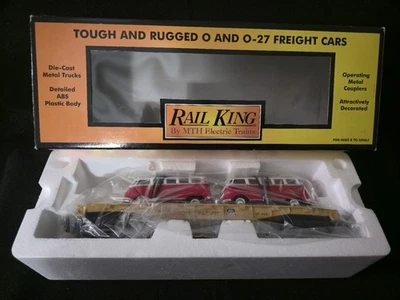 TOUGH AND RUGGED O AND O-27 FREIGHT CARS
Die-Cast
Metal Trucks
Detailed
ABS
Plastic Body
RAIL KING
By MTH Electric Trains
Operating
Metal
Couplers
Attractively
Decorated